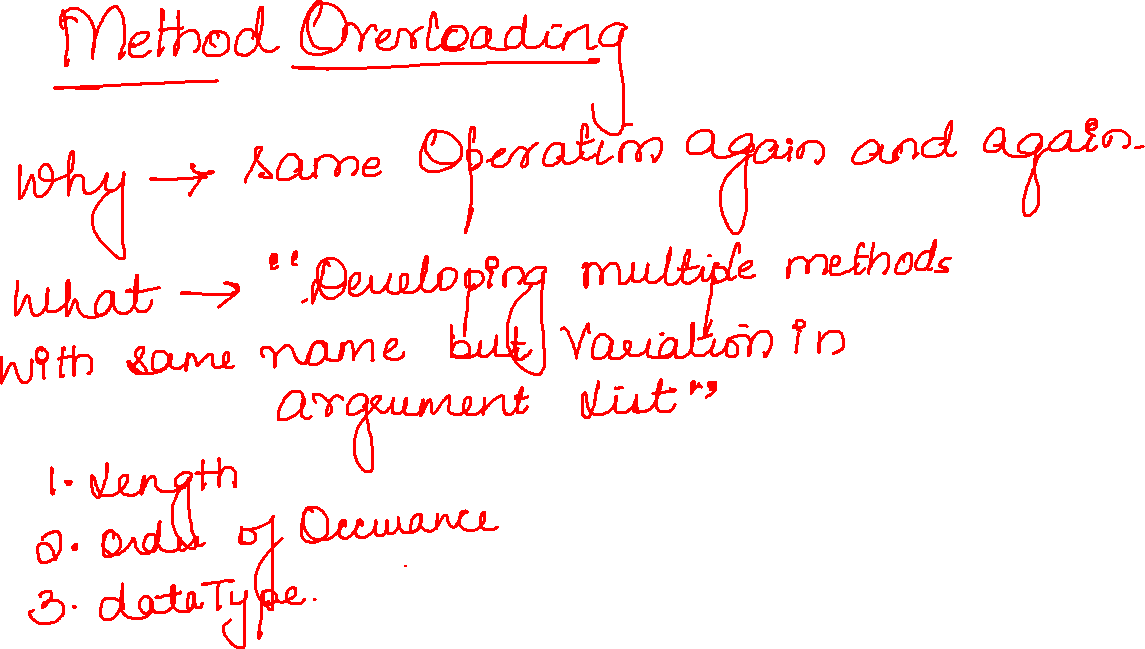 Method Overloading
Why → Same Operation again and again.
What → "Developing multiple methods
with same name but Variation in
argument list"
1. Length
2. order of Occurance
3. dataType.